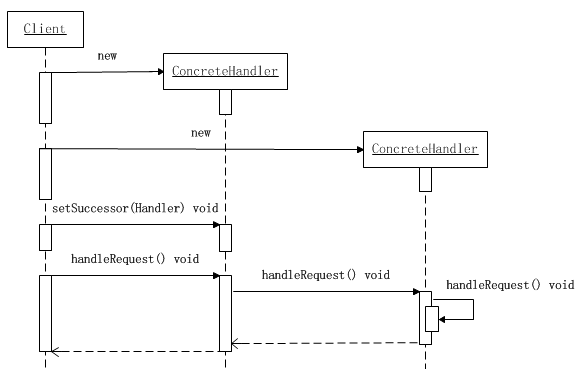 Client
new
ConcreteHandler
new
ConcreteHandler
setSuccessor(Handler) void
handleRequest() void
handleRequest() void
handleRequest() void